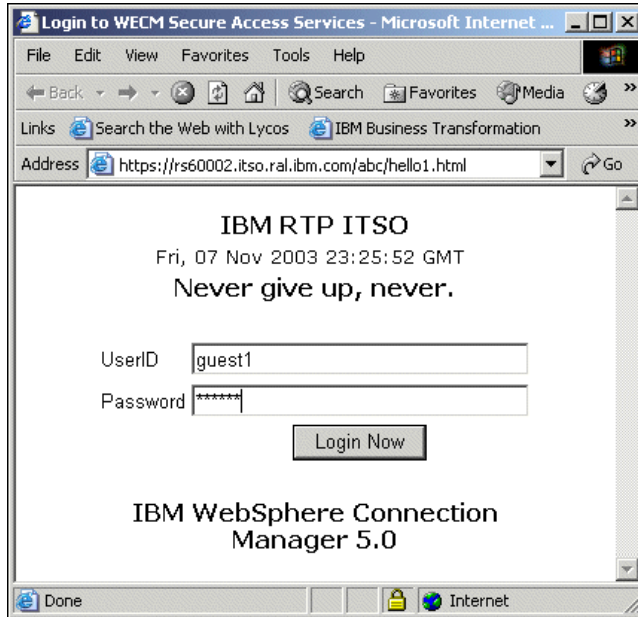 Login to WECM Secure Access Services - Microsoft Internet ...
File Edit View Favorites Tools Help
Back Search Favorites Media »
Links Search the Web with Lycos IBM Business Transformation »
Address https://rs60002.itso.ral.ibm.com/abc/hello1.html Go
IBM RTP ITSO
Fri, 07 Nov 2003 23:25:52 GMT
Never give up, never.
UserID guest1
Password ******
Login Now
IBM WebSphere Connection
Manager 5.0
Done Internet